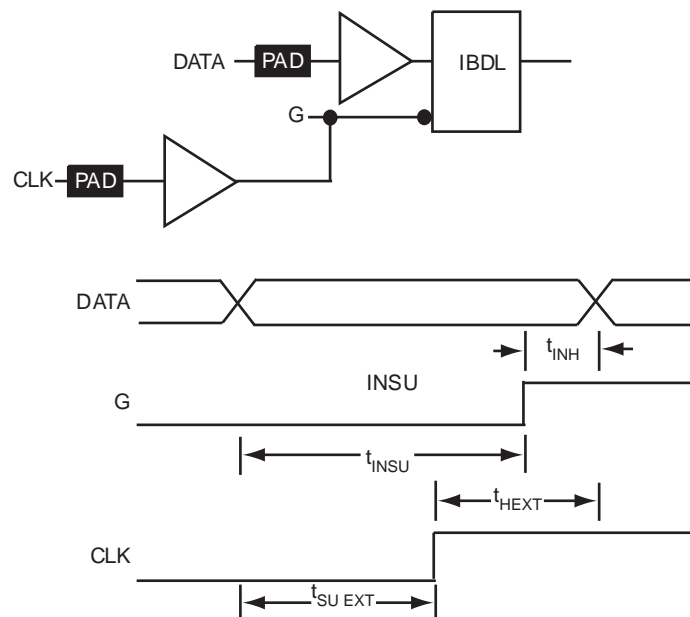 DATA PAD IBDL
G
CLK PAD
DATA
tINH
INSU
G
tINSU
tHEXT
CLK
tSU EXT